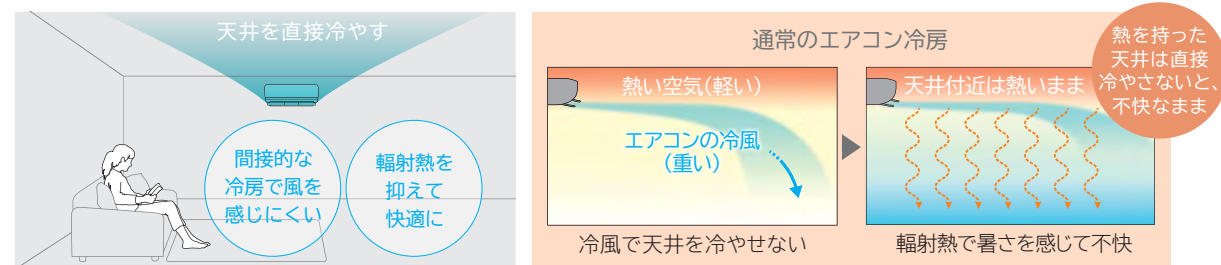 天井を直接冷やす
間接的な
冷房で風を
感じにくい
輻射熱を
抑えて
快適に
通常のエアコン冷房
熱い空気(軽い)
エアコンの冷風
(重い)
冷風で天井を冷やせない
天井付近は熱いまま
輻射熱で暑さを感じて不快
熱を持った
天井は直接
冷やさないと、
不快なまま